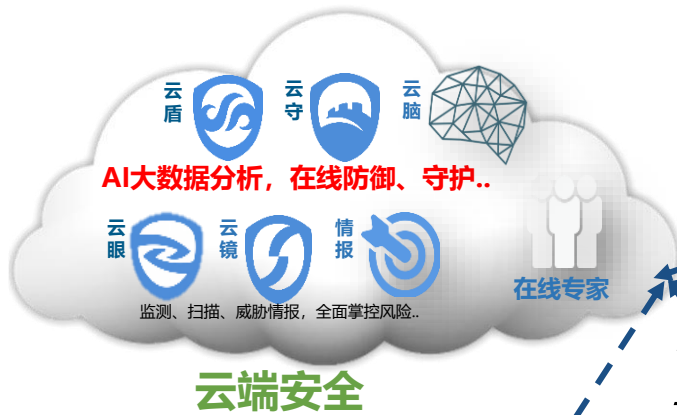 云盾 云守 云脑
AI大数据分析，在线防御、守护..
云眼 云镜 情报
监测、扫描、威胁情报，全面掌控风险..
在线专家
云端安全